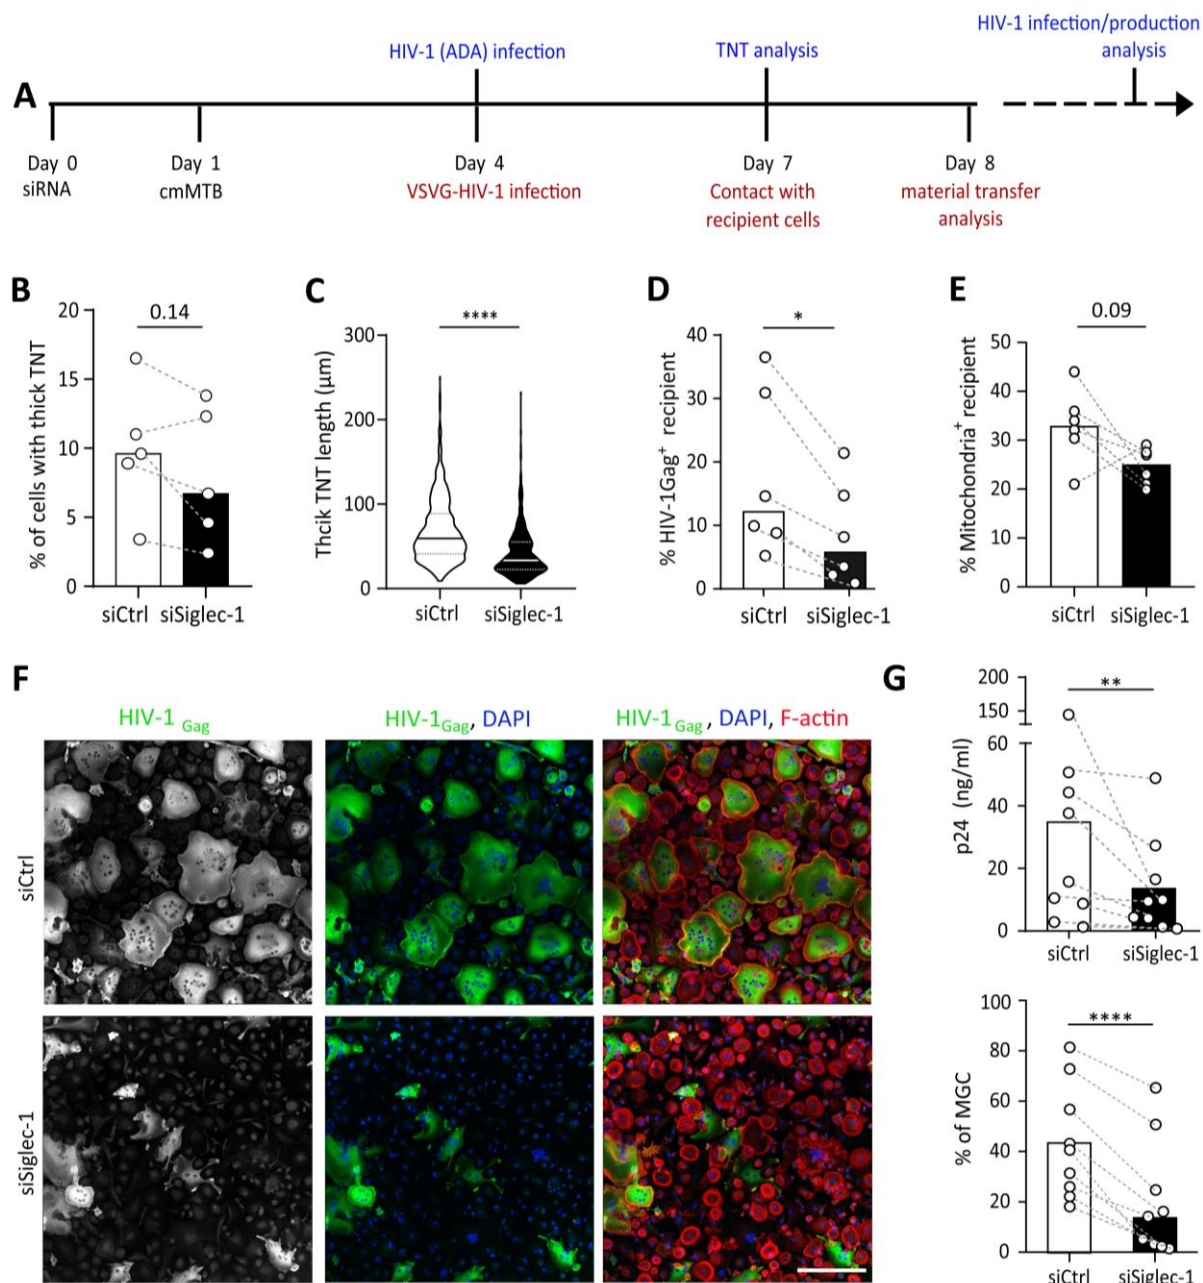 HIV-1 infection/production
analysis
HIV-1 (ADA) infection
TNT analysis
A
Day 0
siRNA
Day 1
cmMTB
Day 4
VSVG-HIV-1 infection
Day 7
Contact with
recipient cells
Day 8
material transfer
analysis
B
% of cells with thick TNT
20
15
10
5
0
0.14
siCtrl
siSiglec-1
C
Thcik TNT length (µm)
300
200
100
0
****
siCtrl
siSiglec-1
D
% HIV-1Gag+ recipient
40
30
20
10
0
*
siCtrl
siSiglec-1
E
% Mitochondria+ recipient
50
40
30
20
10
0
0.09
siCtrl
siSiglec-1
F
HIV-1 Gag
HIV-1Gag, DAPI
HIV-1 Gag , DAPI, F-actin
siCtrl
siSiglec-1
G
p24 (ng/ml)
200
150
60
40
20
0
**
siCtrl
siSiglec-1
% of MGC
100
80
60
40
20
0
****
siCtrl
siSiglec-1